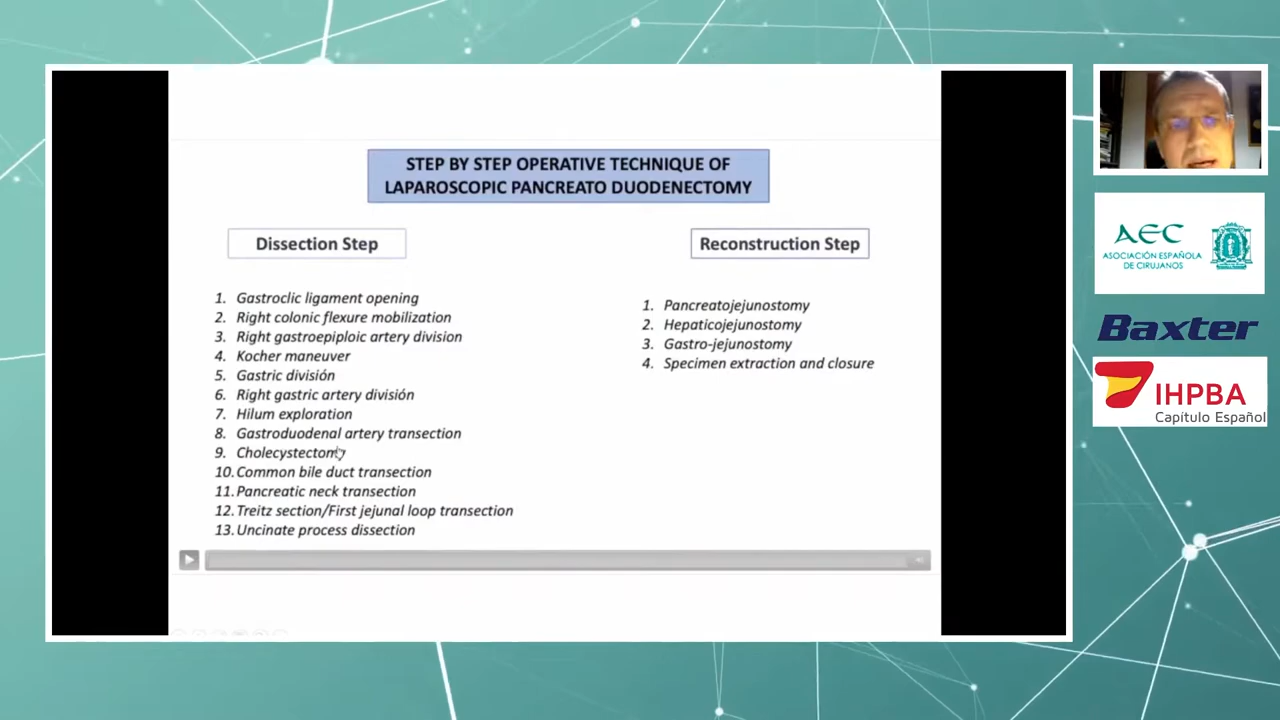 STEP BY STEP OPERATIVE TECHNIQUE OF
LAPAROSCOPIC PANCREATO DUODENECTOMY
Dissection Step
1. Gastroclic ligament opening
2. Right colonic flexure mobilization
3. Right gastroepiploic artery division
4. Kocher maneuver
5. Gastric división
6. Right gastric artery división
7. Hilum exploration
8. Gastroduodenal artery transection
9. Cholecystectomy
10. Common bile duct transection
11. Pancreatic neck transection
12. Treitz section/First jejunal loop transection
13. Uncinate process dissection
Reconstruction Step
1. Pancreatojejunostomy
2. Hepaticojejunostomy
3. Gastro-jejunostomy
4. Specimen extraction and closure
AEC
ASOCIACIÓN ESPAÑOLA
DE CIRUJANOS
Baxter
IHPBA
Capítulo Español